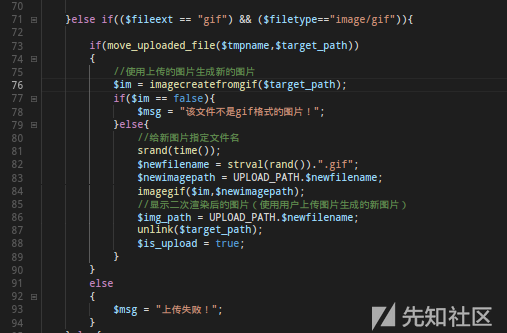 70
71 }else if(($fileext == "gif") && ($filetype=="image/gif")){
72
73 if(move_uploaded_file($tmpname,$target_path))
74 {
75 //使用上传的图片生成新的图片
76 $im = imagecreatefromgif($target_path);
77 if($im == false){
78 $msg = "该文件不是gif格式的图片！";
79 }else{
80 //给新图片指定文件名
81 srand(time());
82 $newfilename = strval(rand()).".gif";
83 $newimagepath = UPLOAD_PATH.$newfilename;
84 imagegif($im,$newimagepath);
85 //显示二次渲染后的图片（使用用户上传图片生成的新图片）
86 $img_path = UPLOAD_PATH.$newfilename;
87 unlink($target_path);
88 $is_upload = true;
89 }
90 }
91 else
92 {
93 $msg = "上传失败！";
94 }
先知社区